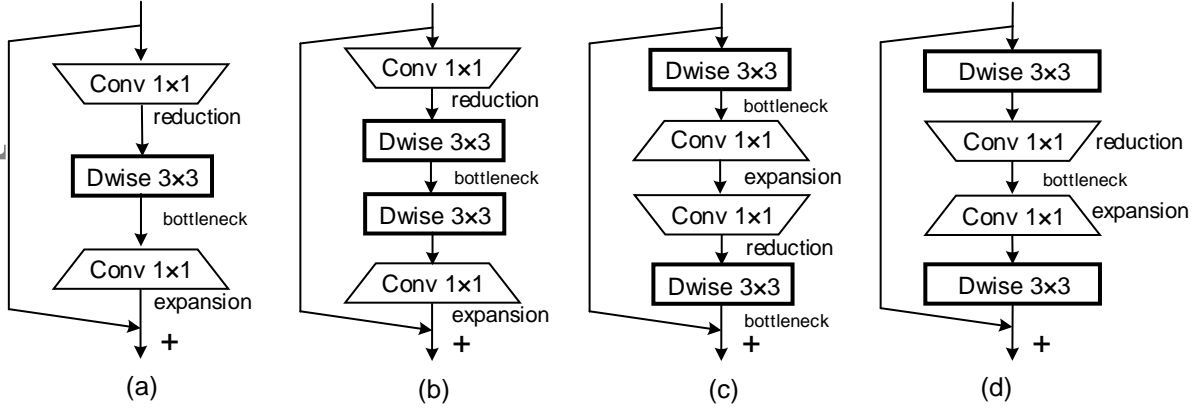 Conv 1×1
reduction
Dwise 3×3
bottleneck
Conv 1×1
expansion
+
(a)
Conv 1×1
reduction
Dwise 3×3
bottleneck
Dwise 3×3
Conv 1×1
expansion
+
(b)
Dwise 3×3
bottleneck
Conv 1×1
expansion
Conv 1×1
reduction
Dwise 3×3
bottleneck
+
(c)
Dwise 3×3
Conv 1×1 reduction
bottleneck
Conv 1×1 expansion
Dwise 3×3
+
(d)